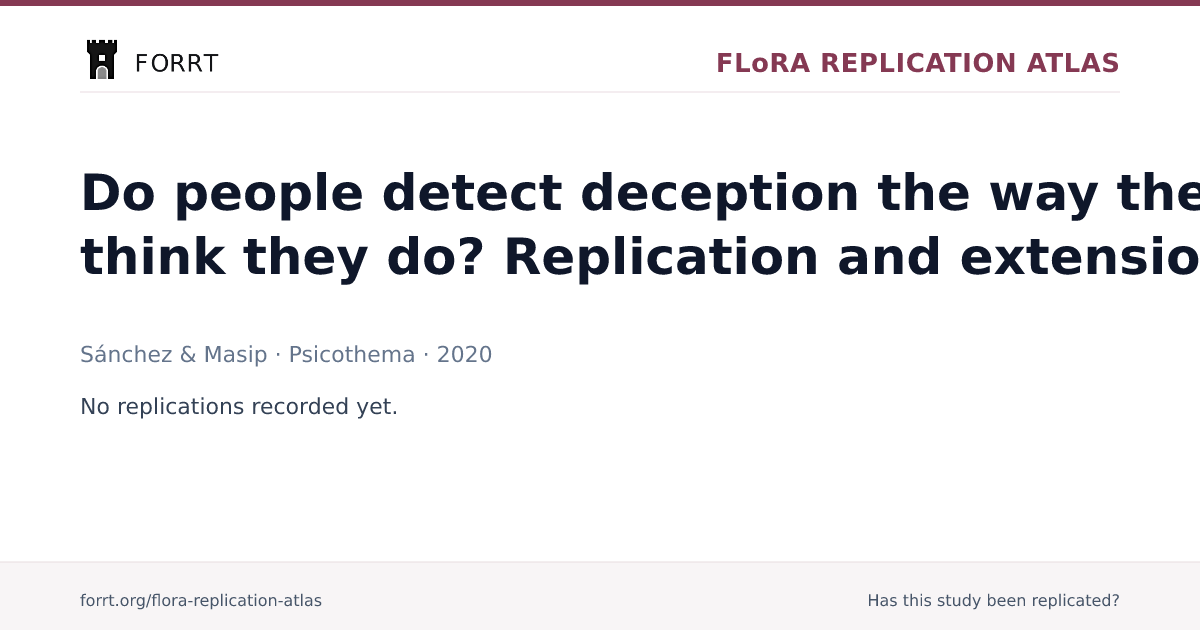 FORRT
FLoRA REPLICATION ATLAS
Do people detect deception the way the
think they do? Replication and extensio
Sánchez & Masip · Psicothema · 2020
No replications recorded yet.
forrt.org/flora-replication-atlas
Has this study been replicated?